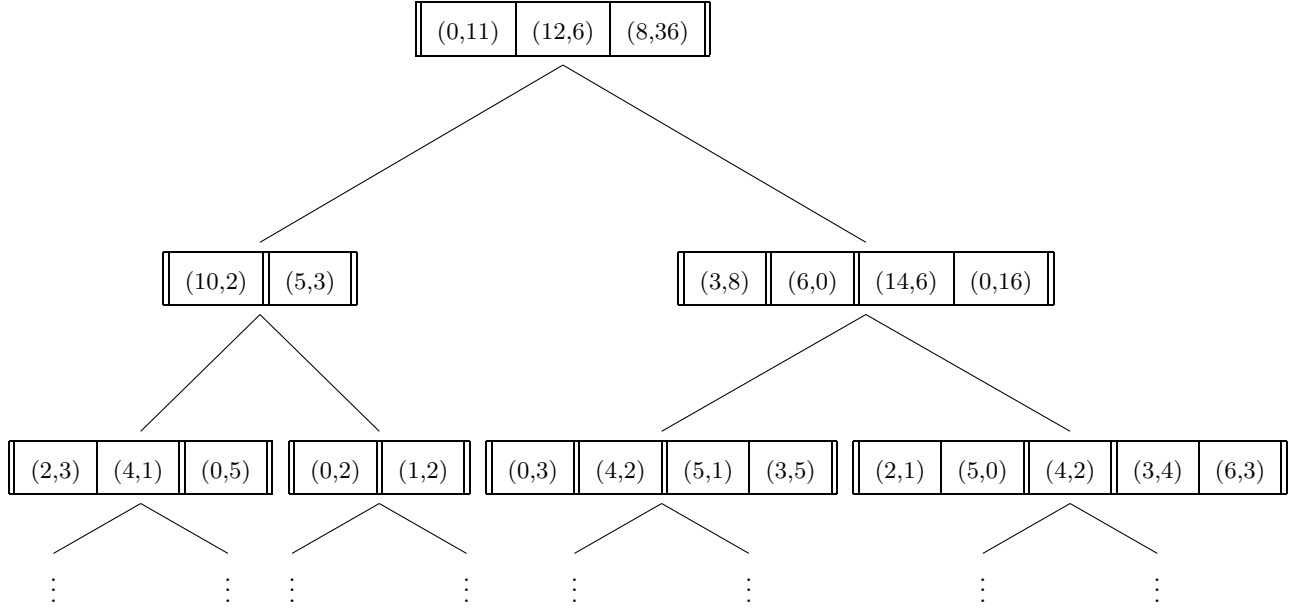 (0,11) (12,6) (8,36)
(10,2) (5,3) (3,8) (6,0) (14,6) (0,16)
(2,3) (4,1) (0,5) (0,2) (1,2) (0,3) (4,2) (5,1) (3,5) (2,1) (5,0) (4,2) (3,4) (6,3)
⋮ ⋮ ⋮ ⋮ ⋮ ⋮ ⋮ ⋮